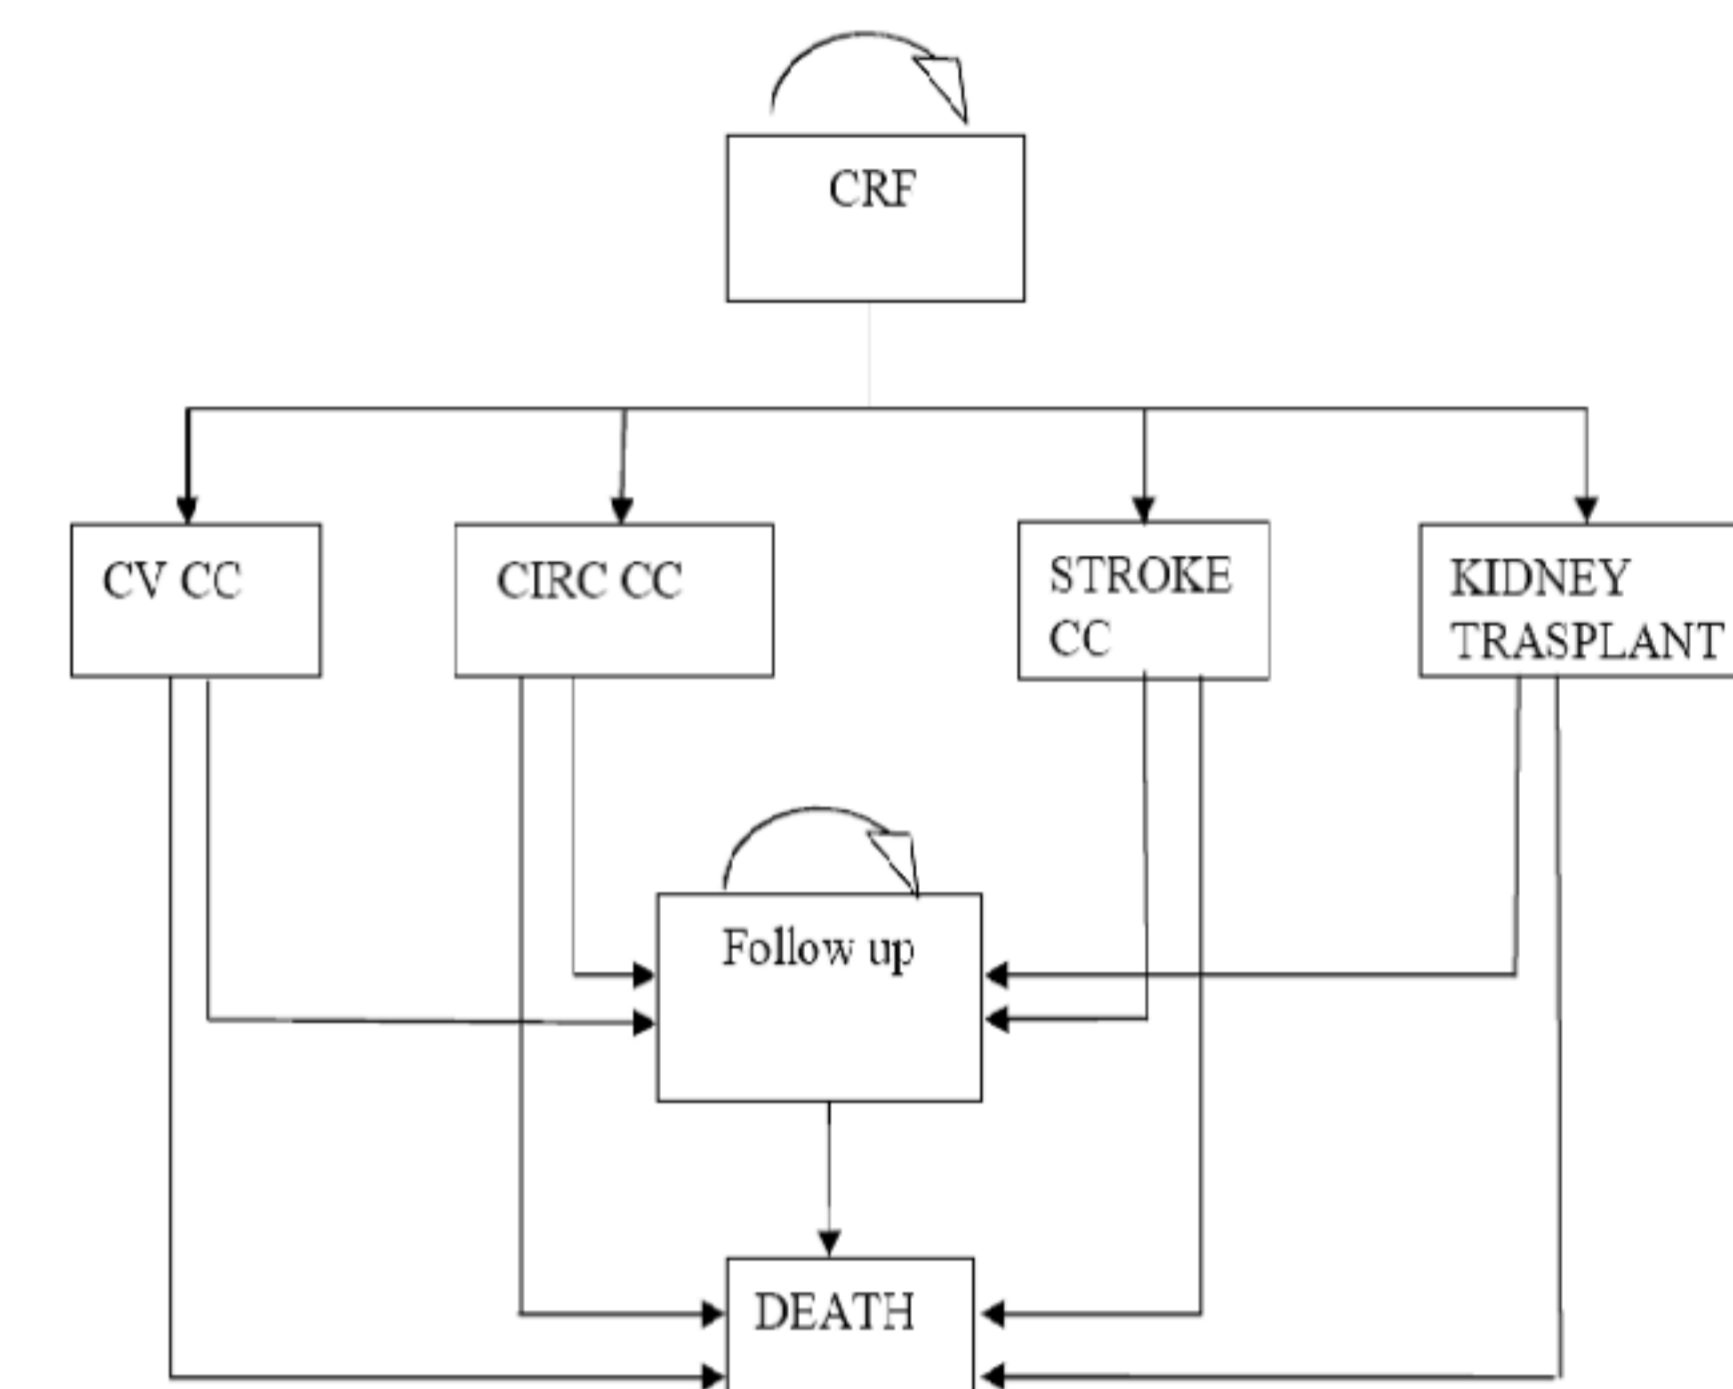 CRF
CV CC
CIRC CC
STROKE
CC
KIDNEY
TRASPLANT
Follow up
DEATH